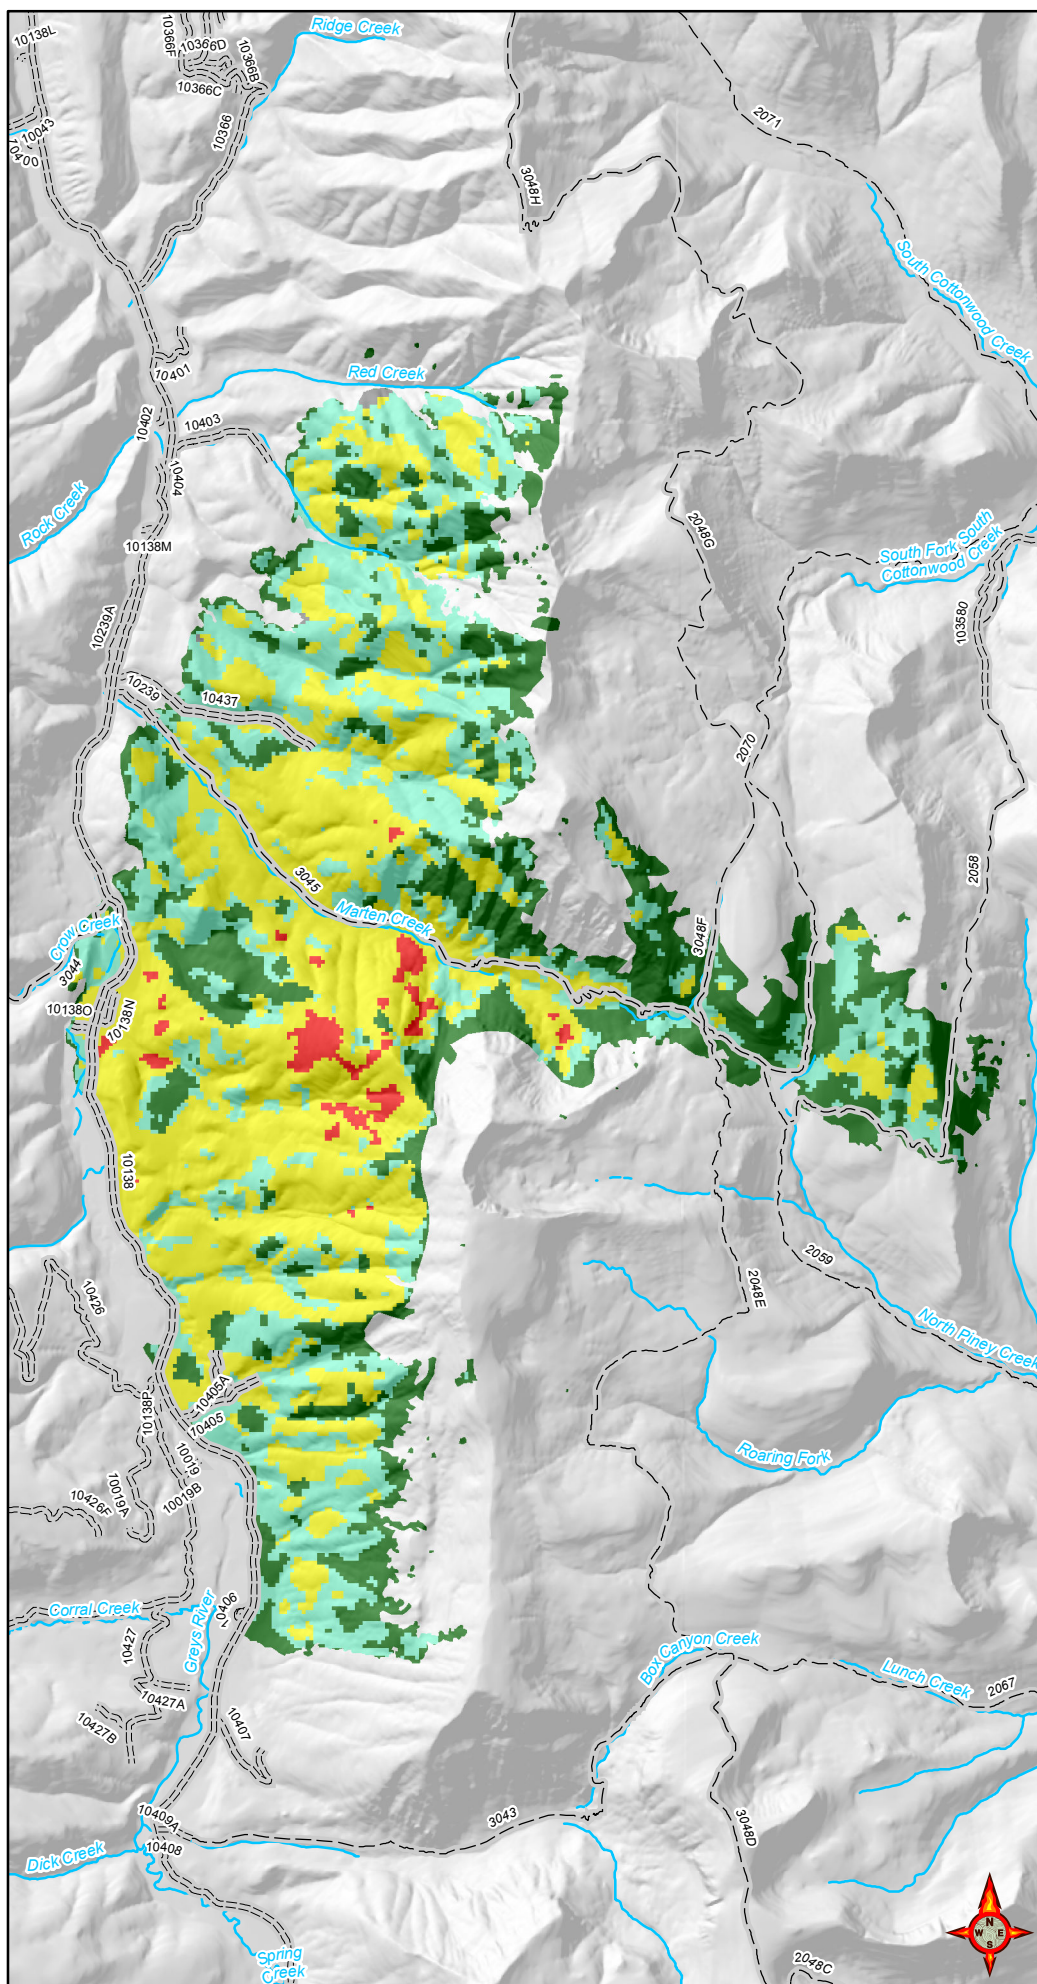 Ridge Creek
10138L
10366F
10366D
10366B
10366C
10366
10043
10400
2071
3048H
South Cottonwood Creek
10401
Red Creek
10402
10403
10404
Rock Creek
10138M
2048G
South Fork South
Cottonwood Creek
103580
10239A
10239
10437
2070
2058
3045
Marten Creek
3048F
Crow Creek
3044
10138O
10138N
10138
2059
2048E
10426
North Piney Creek
10405A
10138P
10405
10019
Roaring Fork
10019B
10019A
10426F
Corral Creek
Greys River
10406
10427
Box Canyon Creek
Lunch Creek
2067
10427A
10427B
10407
10409A
3043
3048D
10408
Dick Creek
N
W E
S
Spring
Creek
2048C